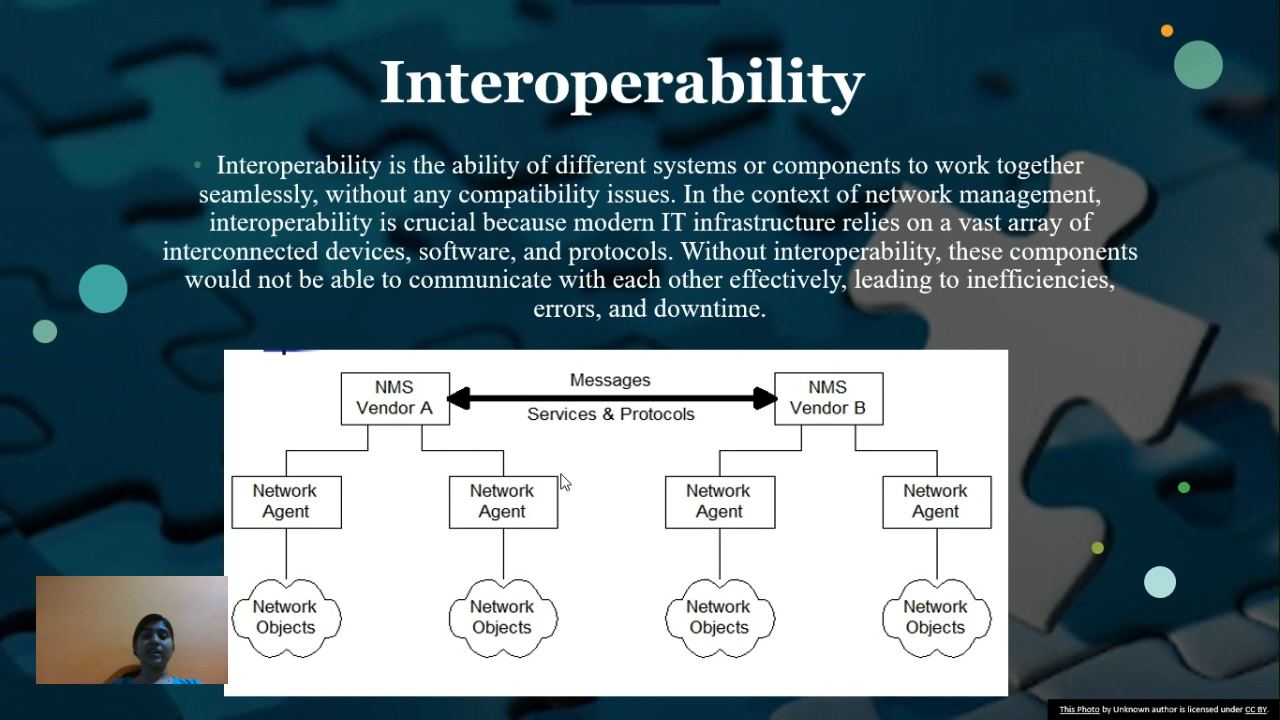 Interoperability
• Interoperability is the ability of different systems or components to work together
seamlessly, without any compatibility issues. In the context of network management,
interoperability is crucial because modern IT infrastructure relies on a vast array of
interconnected devices, software, and protocols. Without interoperability, these components
would not be able to communicate with each other effectively, leading to inefficiencies,
errors, and downtime.
NMS
Vendor A
Messages
Services & Protocols
NMS
Vendor B
Network
Agent
Network
Agent
Network
Agent
Network
Agent
Network
Objects
Network
Objects
Network
Objects
Network
Objects
This Photo by Unknown author is licensed under CC BY.